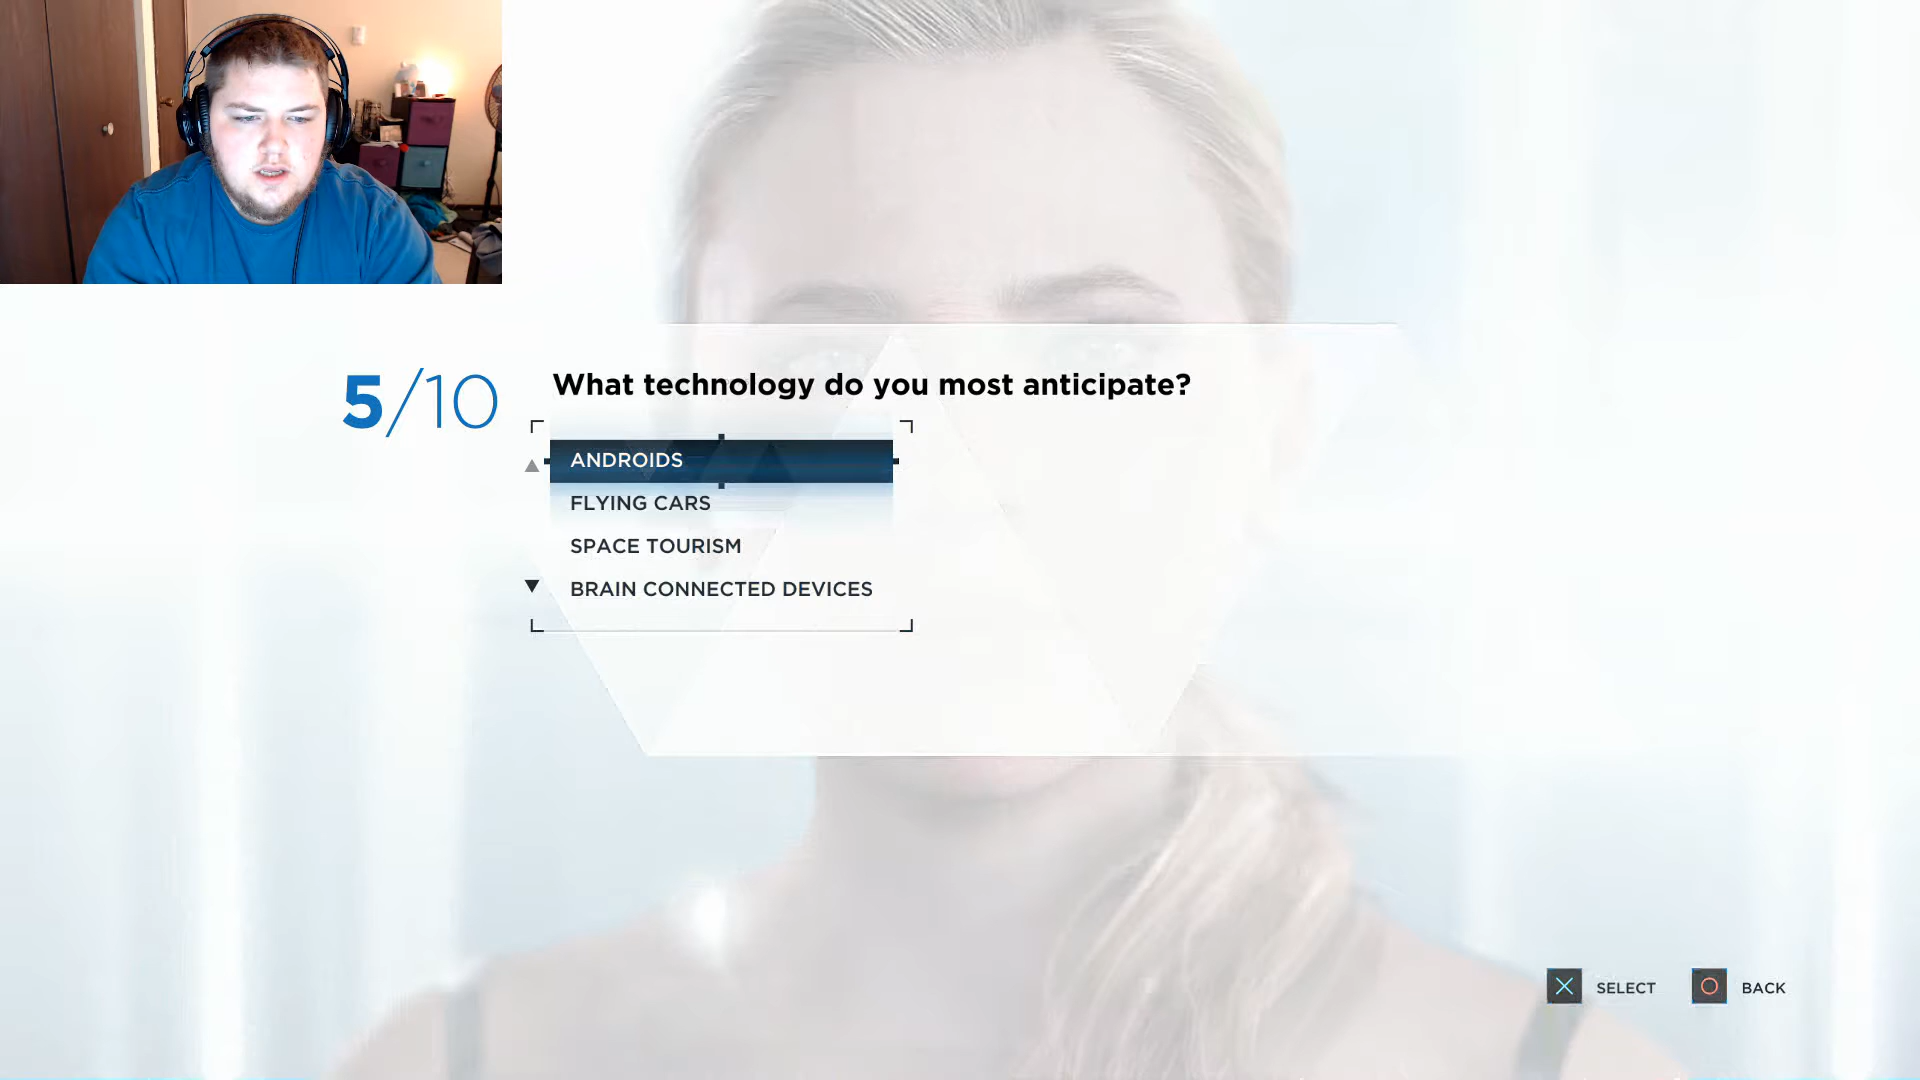 5/10
What technology do you most anticipate?
ANDROIDS
FLYING CARS
SPACE TOURISM
BRAIN CONNECTED DEVICES
SELECT
BACK